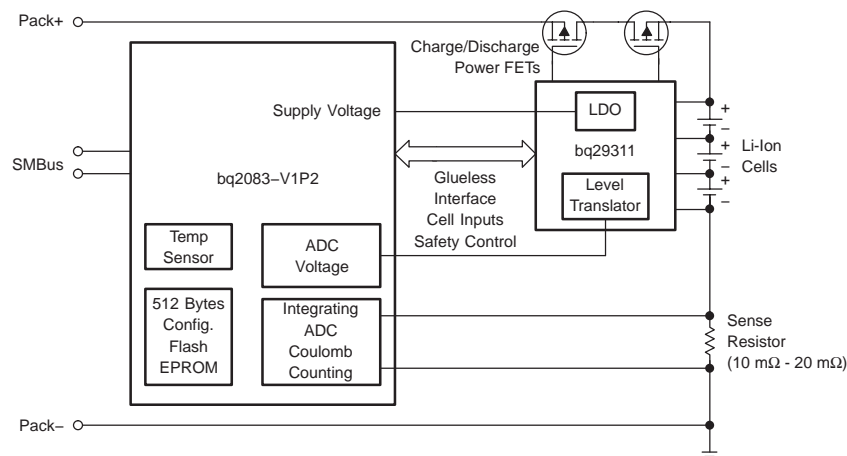 Pack+
Charge/Discharge
Power FETs
Supply Voltage
LDO
bq29311
+
−
+
−
+
−
Li-Ion
Cells
SMBus
bq2083−V1P2
Glueless
Interface
Cell Inputs
Safety Control
Level
Translator
Temp
Sensor
ADC
Voltage
512 Bytes
Config.
Flash
EPROM
Integrating
ADC
Coulomb
Counting
Sense
Resistor
(10 mΩ - 20 mΩ)
Pack−